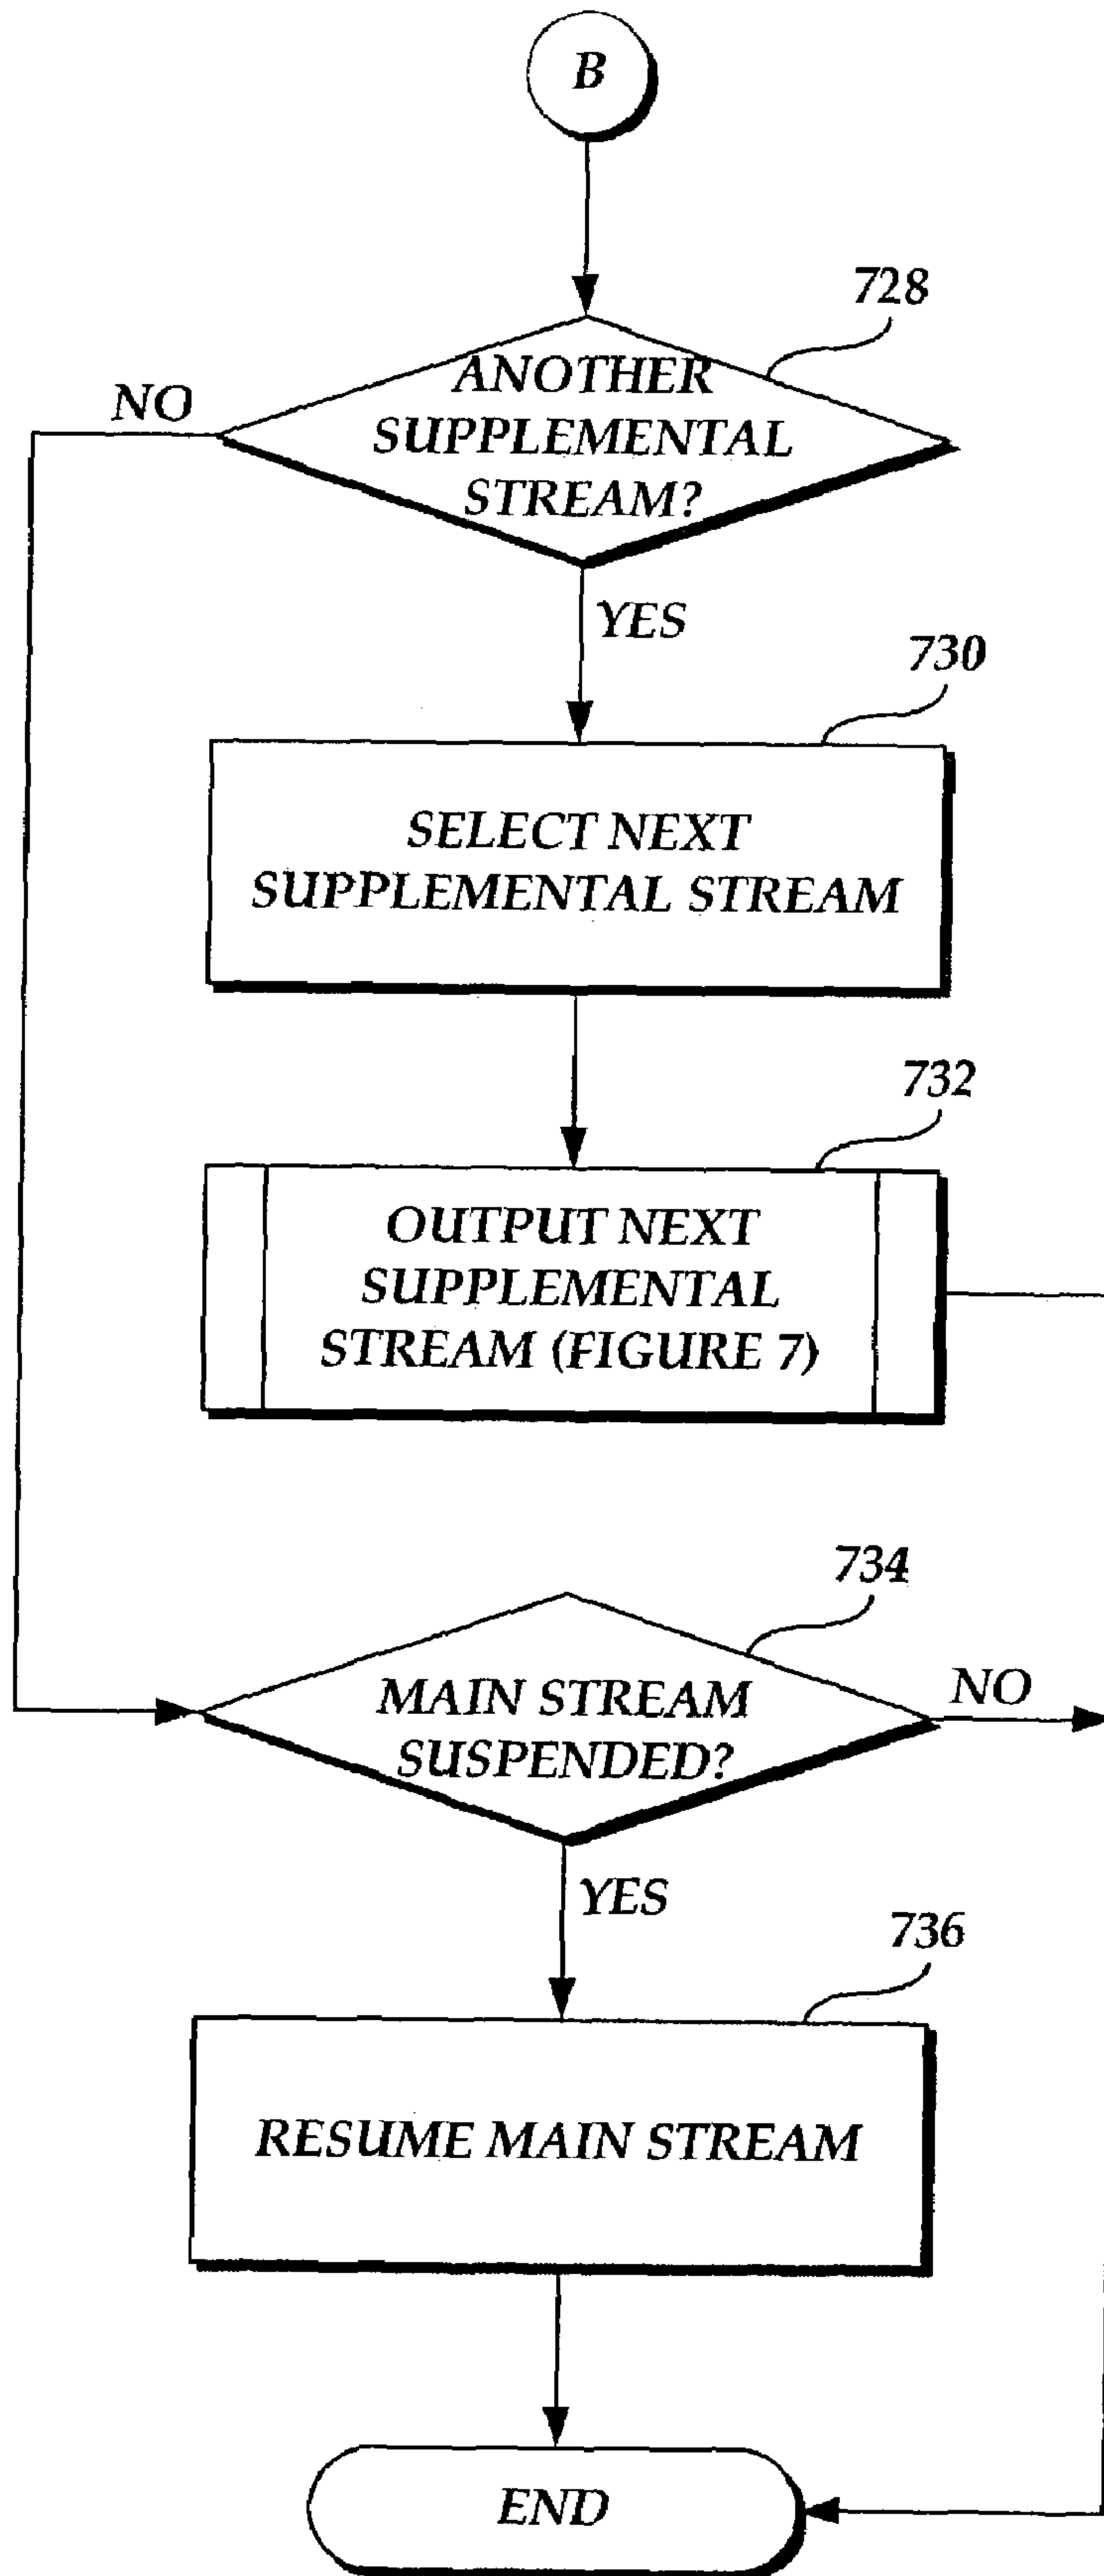 B
728
ANOTHER
NO
SUPPLEMENTAL
STREAM?
YES
730
SELECT NEXT
SUPPLEMENTAL STREAM
732
OUTPUT NEXT
SUPPLEMENTAL
STREAM (FIGURE 7)
734
MAIN STREAM
NO
SUSPENDED?
YES
736
RESUME MAIN STREAM
END